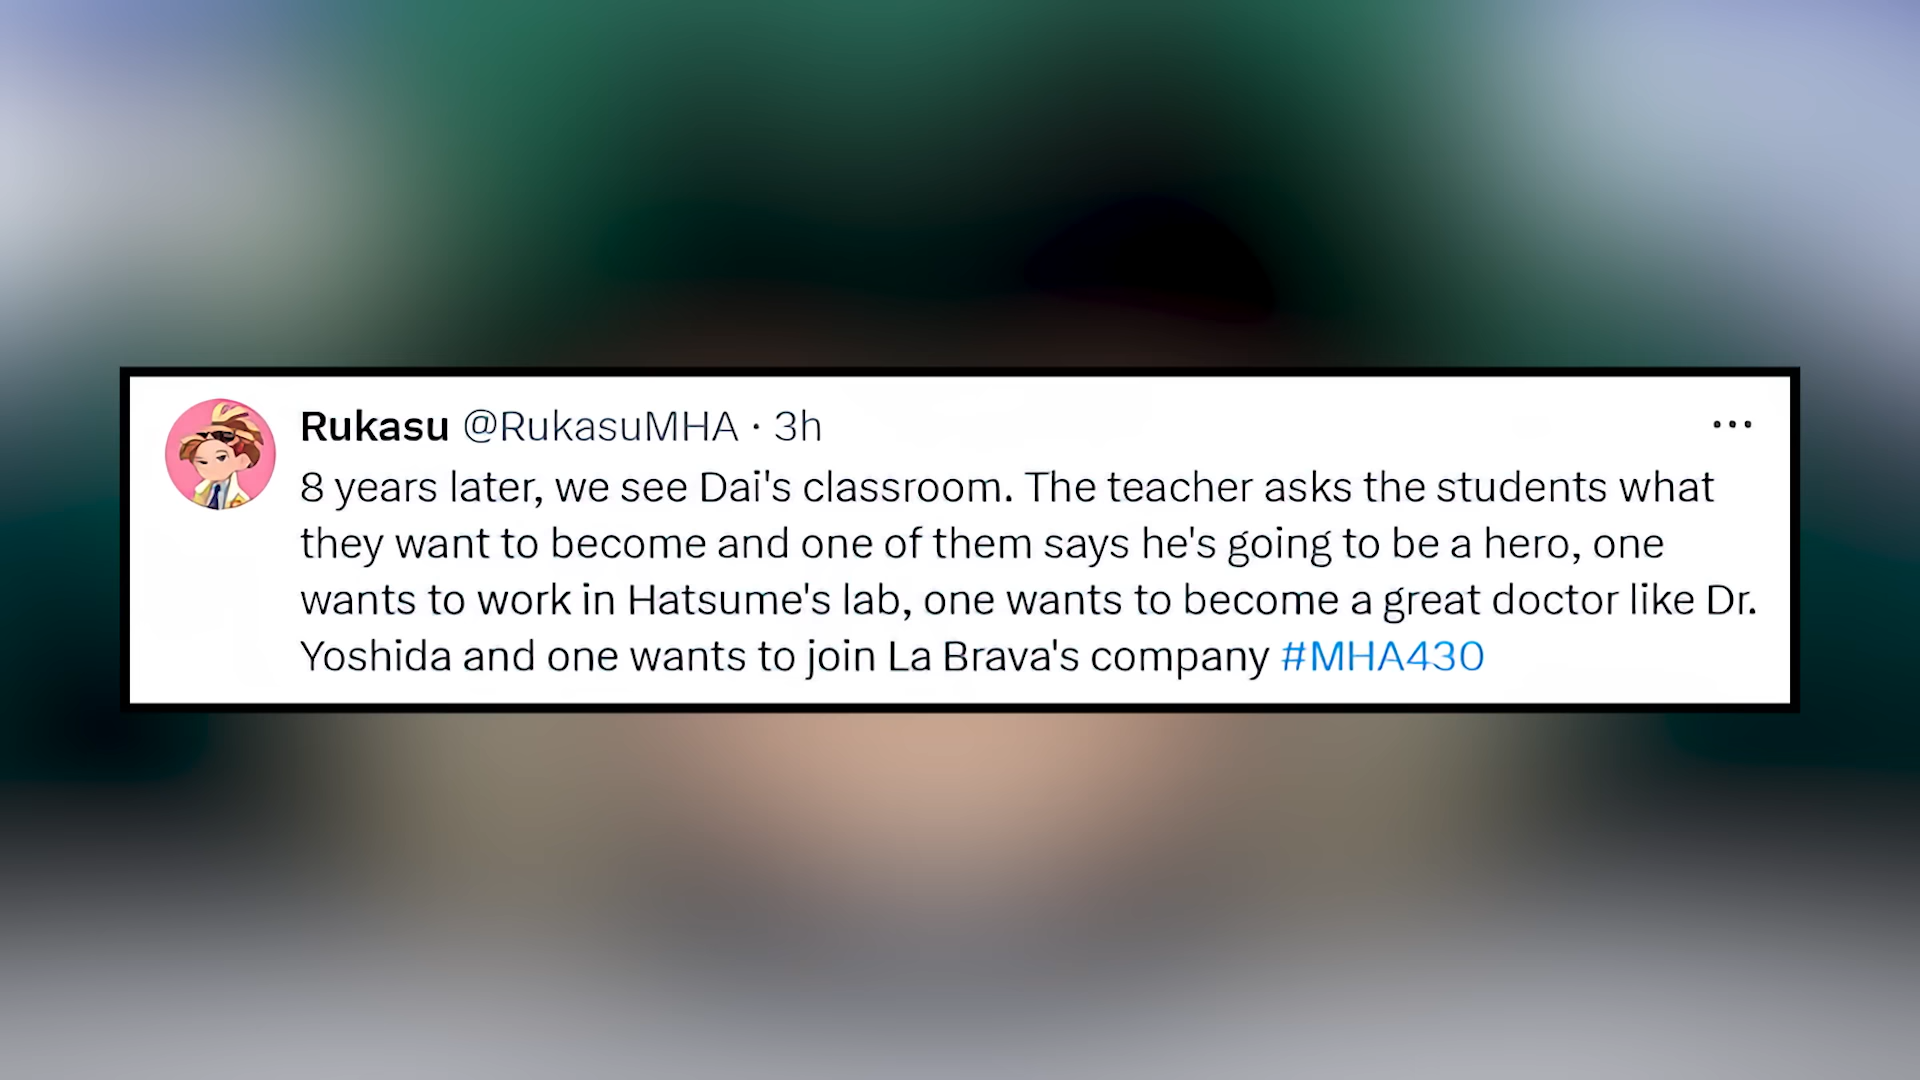 Rukasu @RukasuMHA · 3h
8 years later, we see Dai's classroom. The teacher asks the students what
they want to become and one of them says he's going to be a hero, one
wants to work in Hatsume's lab, one wants to become a great doctor like Dr.
Yoshida and one wants to join La Brava's company #MHA430